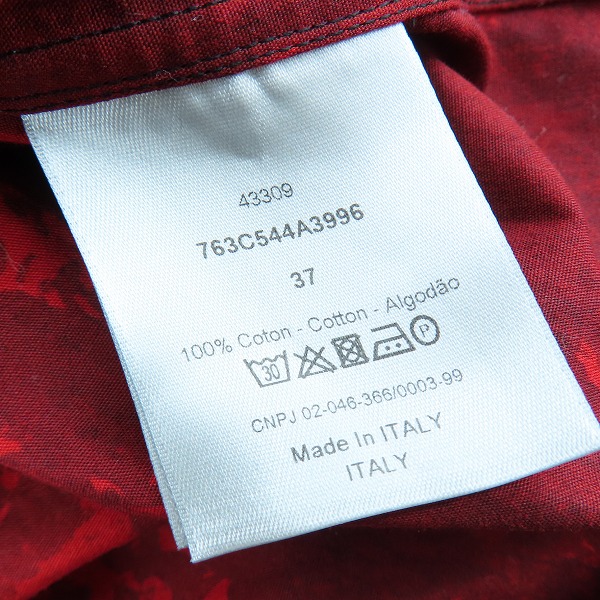 43309
763C544A3996
37
100% Coton - Cotton - Algodão
30 P
CNPJ 02-046-366/0003-99
Made In ITALY
ITALY